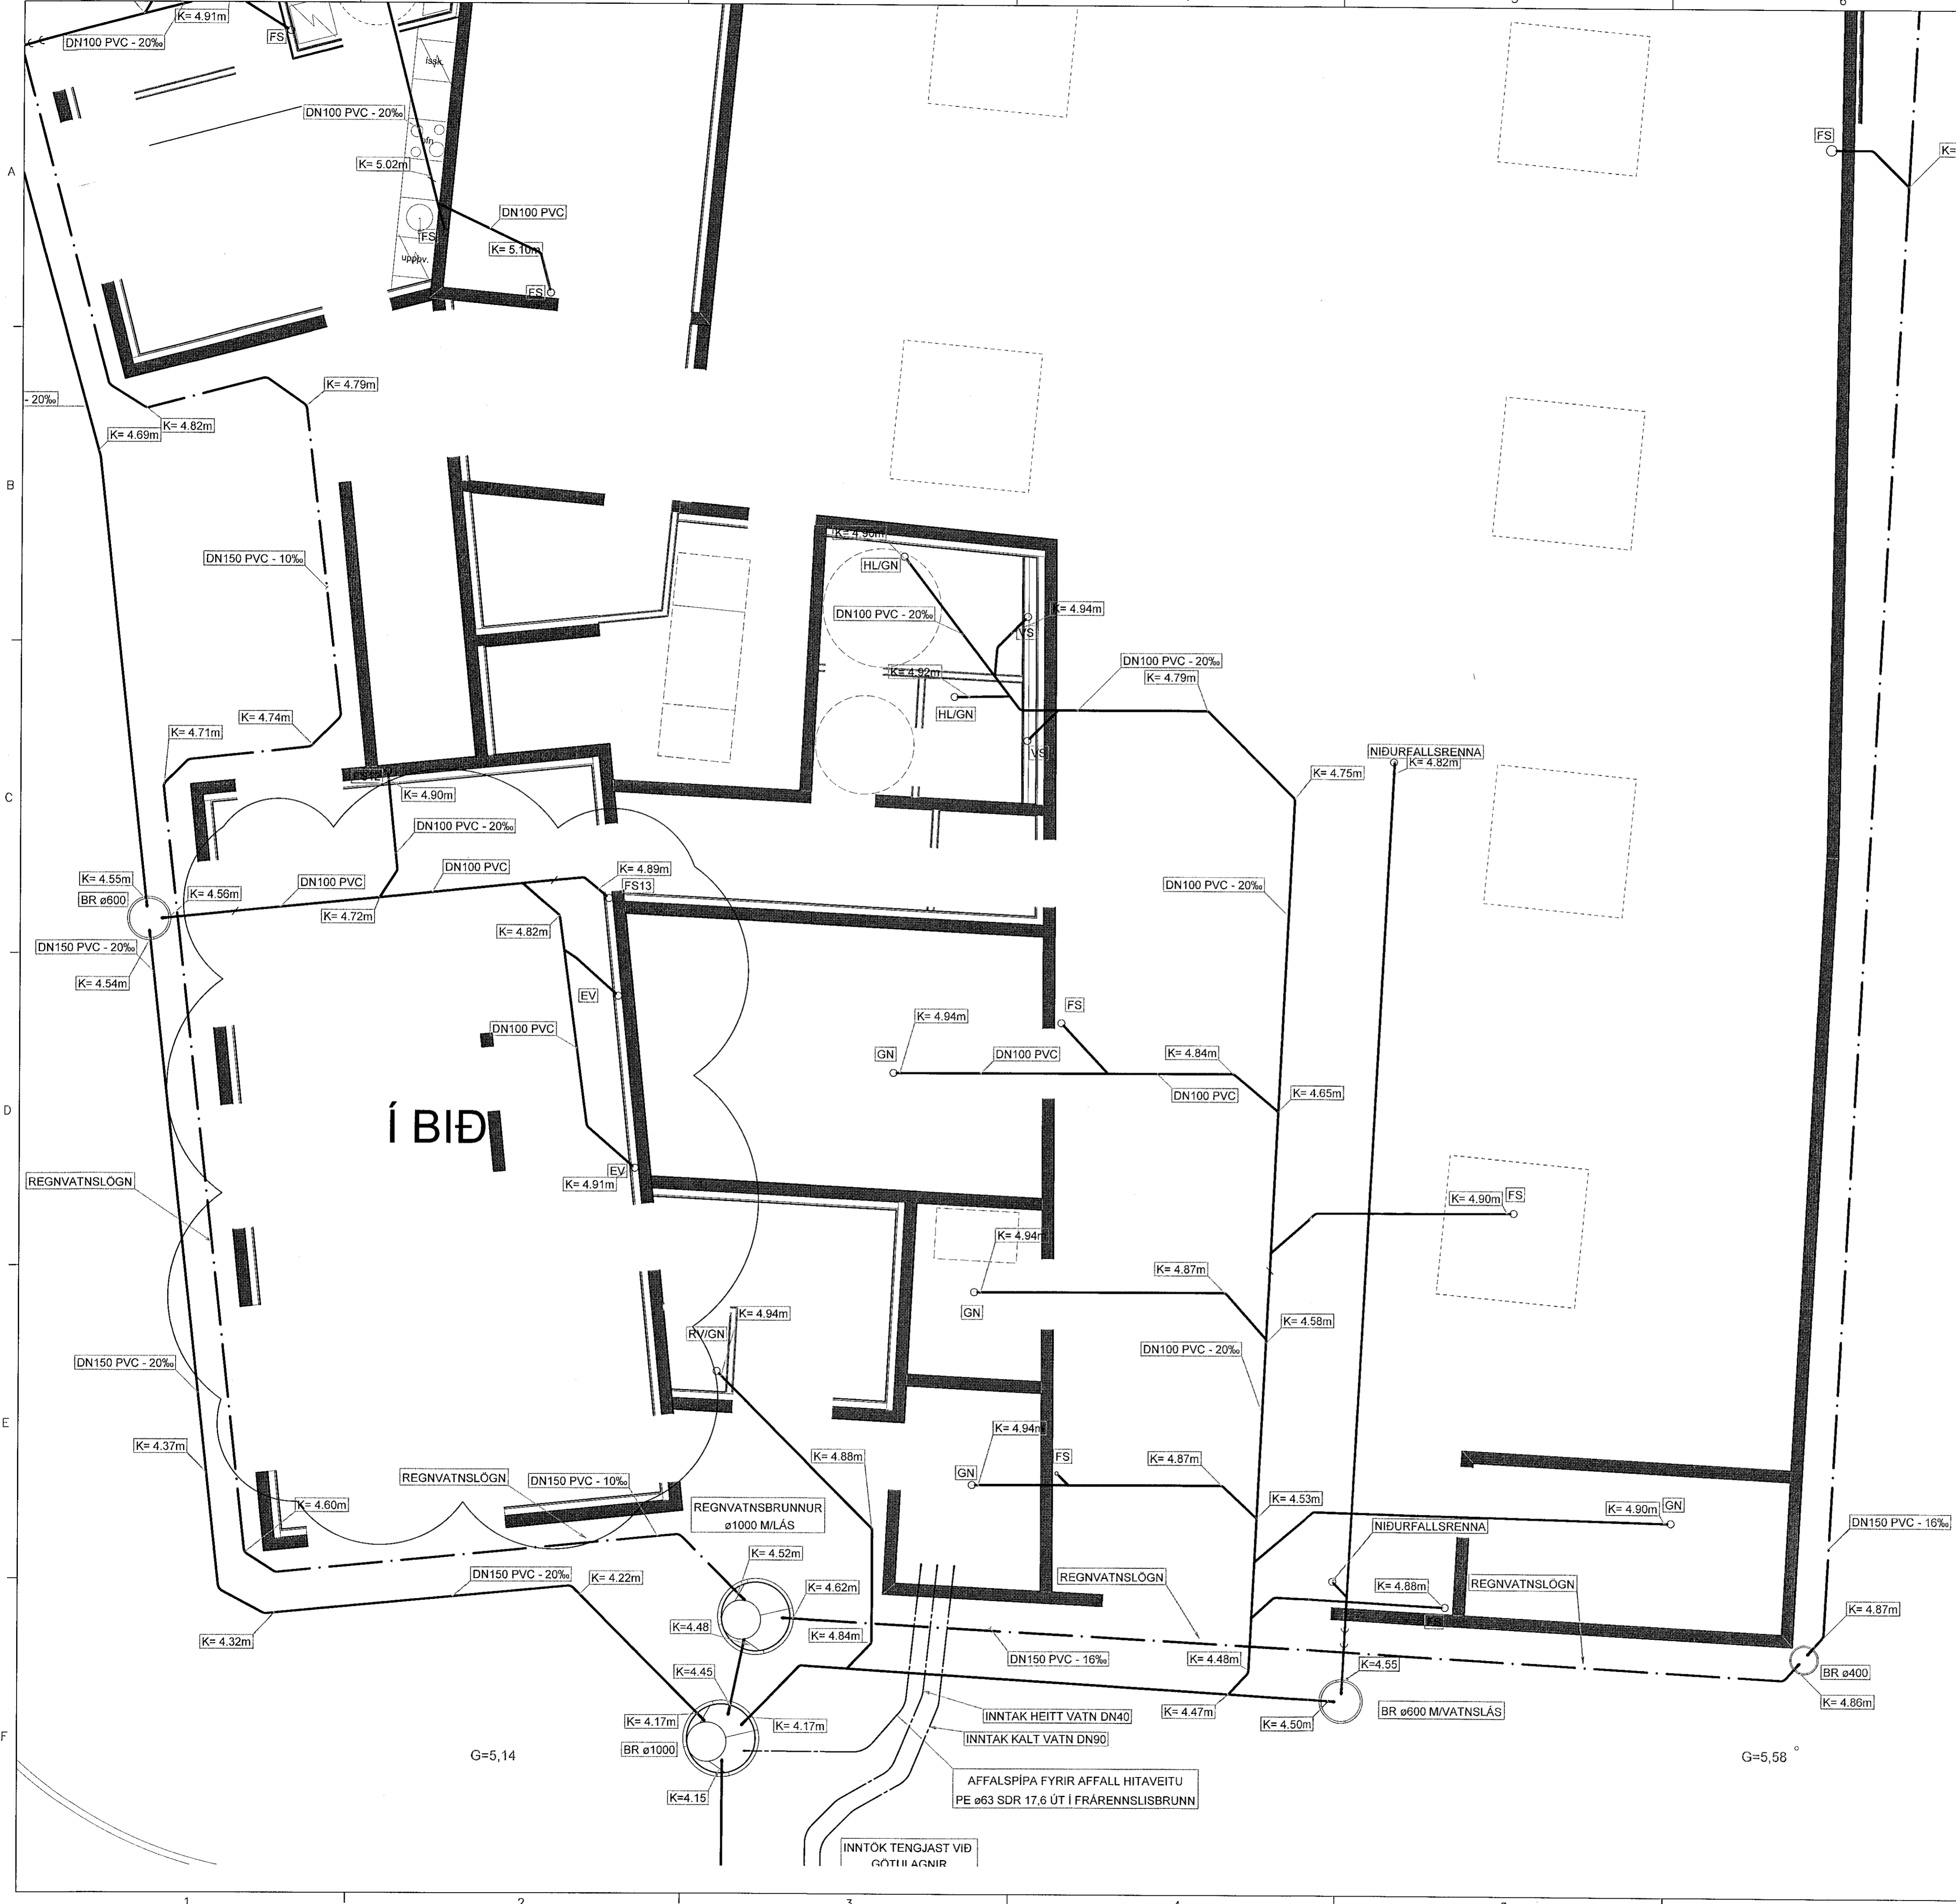 K= 4.91m
DN100 PVC - 20‰
FS
íssk.
DN100 PVC - 20‰
ofn
K= 5.02m
DN100 PVC
FS
K= 5.10m
uppþv.
FS
FS
K=
A
- 20‰
K= 4.79m
K= 4.82m
K= 4.69m
B
DN150 PVC - 10‰
K= 4.90m
HL/GN
DN100 PVC - 20‰
K= 4.94m
VS
K= 4.92m
HL/GN
DN100 PVC - 20‰
K= 4.79m
VS
K= 4.74m
K= 4.71m
NIÐURFALLSRENNA
K= 4.82m
K= 4.75m
FS12
K= 4.90m
C
DN100 PVC - 20‰
DN100 PVC
K= 4.89m
FS13
K= 4.55m
BR ø600
K= 4.56m
DN100 PVC
K= 4.72m
DN100 PVC - 20‰
K= 4.82m
DN150 PVC - 20‰
K= 4.54m
EV
DN100 PVC
FS
K= 4.94m
GN
DN100 PVC
K= 4.84m
DN100 PVC
K= 4.65m
D
Í BIÐ
EV
K= 4.91m
REGNVATNSLÖGN
K= 4.90m
FS
K= 4.94m
GN
K= 4.87m
K= 4.58m
K= 4.94m
RV/GN
DN150 PVC - 20‰
DN100 PVC - 20‰
E
K= 4.37m
K= 4.88m
K= 4.94m
GN
FS
K= 4.87m
K= 4.53m
K= 4.90m
GN
REGNVATNSLÖGN
DN150 PVC - 10‰
K= 4.60m
REGNVATNSBRUNNUR
ø1000 M/LÁS
NIÐURFALLSRENNA
DN150 PVC - 16‰
K= 4.52m
DN150 PVC - 20‰
K= 4.22m
K= 4.62m
REGNVATNSLÖGN
K= 4.88m
REGNVATNSLÖGN
K= 4.32m
K=4.48
K= 4.84m
FS
K= 4.87m
DN150 PVC - 16‰
K= 4.48m
K=4.55
K=4.45
BR ø400
K= 4.86m
K= 4.17m
K= 4.17m
INNTAK HEITT VATN DN40
K= 4.47m
K= 4.50m
BR ø600 M/VATNSLÁS
F
G=5,14
BR ø1000
INNTAK KALT VATN DN90
G=5,58
K=4.15
AFFALSPÍPA FYRIR AFFALL HITAVEITU
PE ø63 SDR 17,6 ÚT Í FRÁRENNSLISBRUNN
INNTÖK TENGJAST VIÐ
GÖTULAGNIR
1
2
3